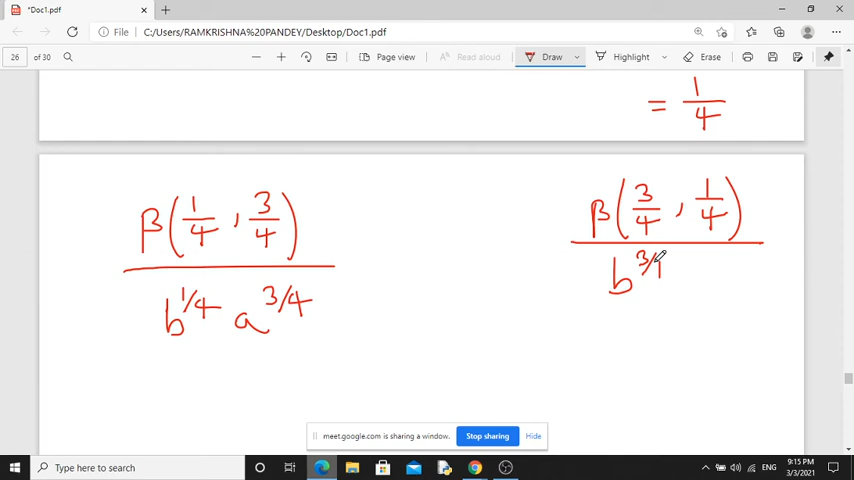 *Doc1.pdf
File C:/Users/RAMKRISHNA%20PANDEY/Desktop/Doc1.pdf
26 of 30 Page view Read aloud Draw Highlight Erase
= 1/4
β(1/4, 3/4) / b^1/4 a^3/4
β(3/4, 1/4) / b^3/
meet.google.com is sharing a window. Stop sharing Hide
Type here to search
ENG
9:15 PM
3/3/2021